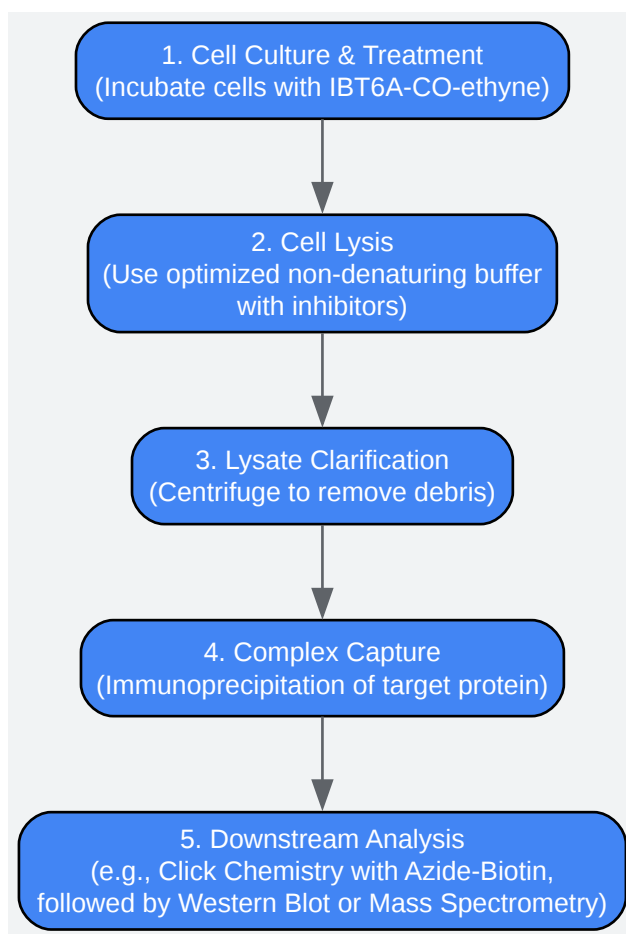 1. Cell Culture & Treatment
(Incubate cells with IBT6A-CO-ethyne)
2. Cell Lysis
(Use optimized non-denaturing buffer
with inhibitors)
3. Lysate Clarification
(Centrifuge to remove debris)
4. Complex Capture
(Immunoprecipitation of target protein)
5. Downstream Analysis
(e.g., Click Chemistry with Azide-Biotin,
followed by Western Blot or Mass Spectrometry)